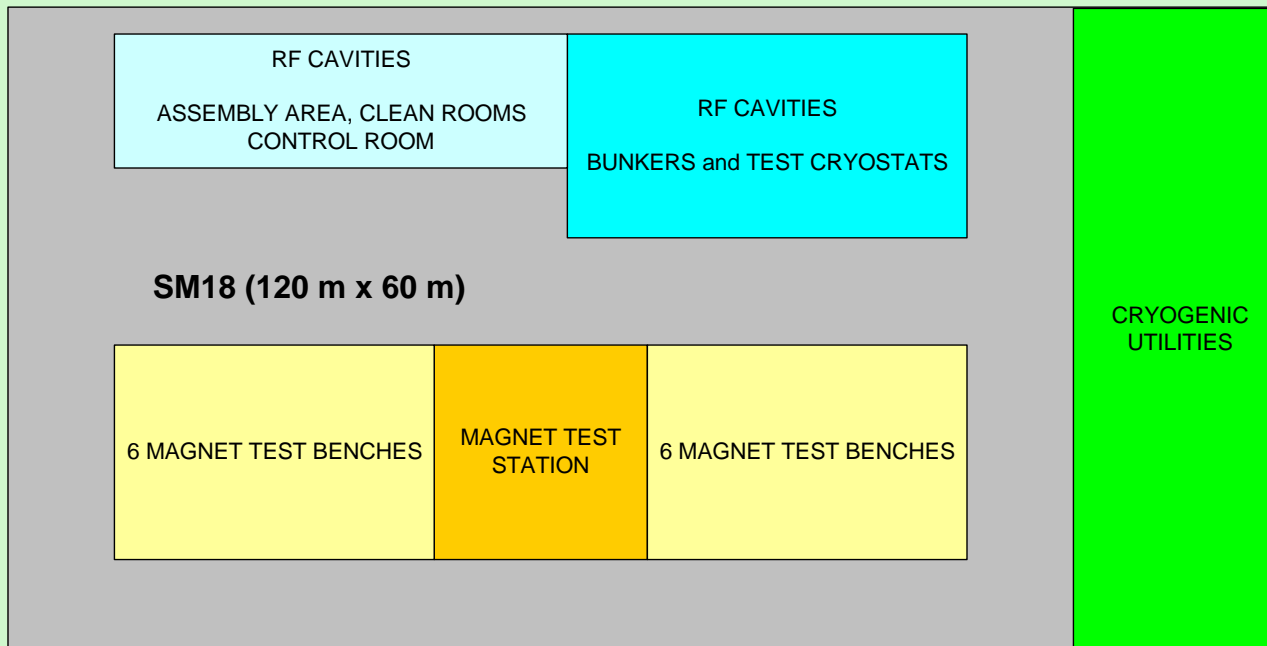 RF CAVITIES
ASSEMBLY AREA, CLEAN ROOMS
CONTROL ROOM
RF CAVITIES
BUNKERS and TEST CRYOSTATS
SM18 (120 m x 60 m)
CRYOGENIC
UTILITIES
6 MAGNET TEST BENCHES
MAGNET TEST
STATION
6 MAGNET TEST BENCHES